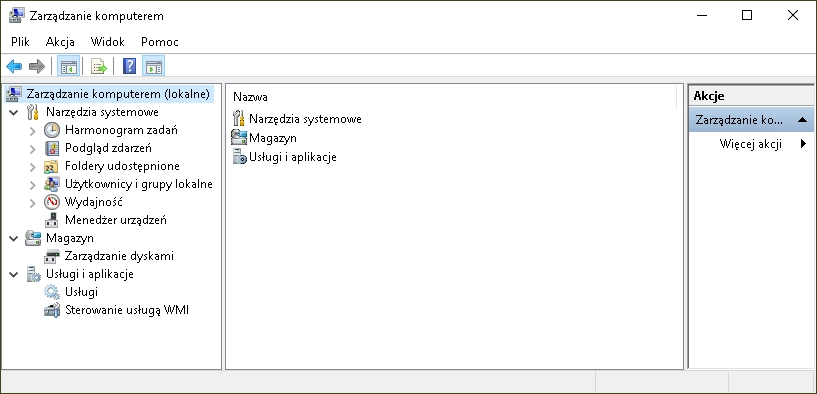 Zarządzanie komputerem
Plik Akcja Widok Pomoc
Zarządzanie komputerem (lokalne)
Narzędzia systemowe
Harmonogram zadań
Podgląd zdarzeń
Foldery udostępnione
Użytkownicy i grupy lokalne
Wydajność
Menedżer urządzeń
Magazyn
Zarządzanie dyskami
Usługi i aplikacje
Usługi
Sterowanie usługą WMI
Nazwa
Narzędzia systemowe
Magazyn
Usługi i aplikacje
Akcje
Zarządzanie ko...
Więcej akcji